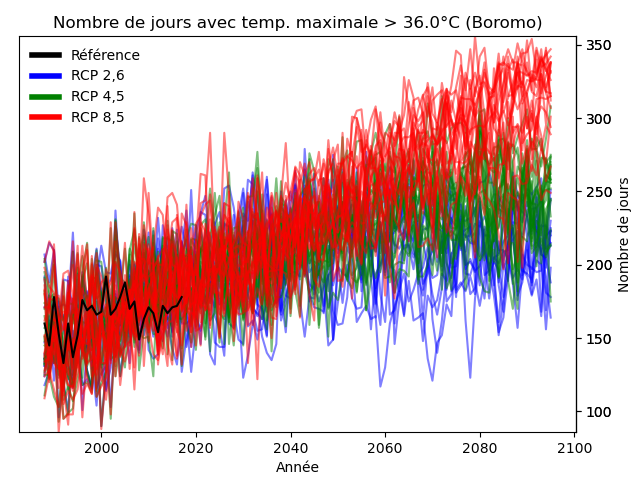 Nombre de jours avec temp. maximale > 36.0°C (Boromo)
Référence
RCP 2,6
RCP 4,5
RCP 8,5
350
300
250
200
150
100
Nombre de jours
2000 2020 2040 2060 2080 2100
Année